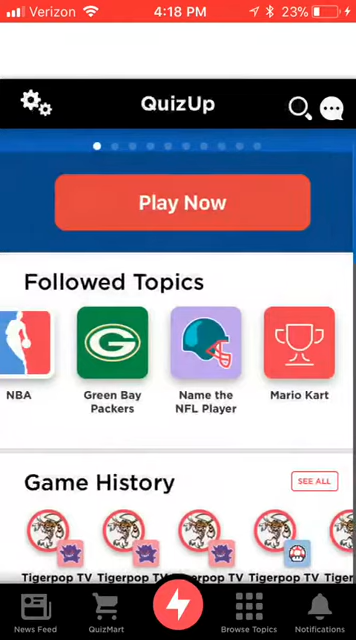 Verizon 4:18 PM 23%
QuizUp
Play Now
Followed Topics
NBA
Green Bay
Packers
Name the
NFL Player
Mario Kart
Game History
SEE ALL
Tigerpop TV Tigerpop TV Tigerpop TV Tigerpop TV Tigerpop TV
News Feed QuizMart Browse Topics Notifications